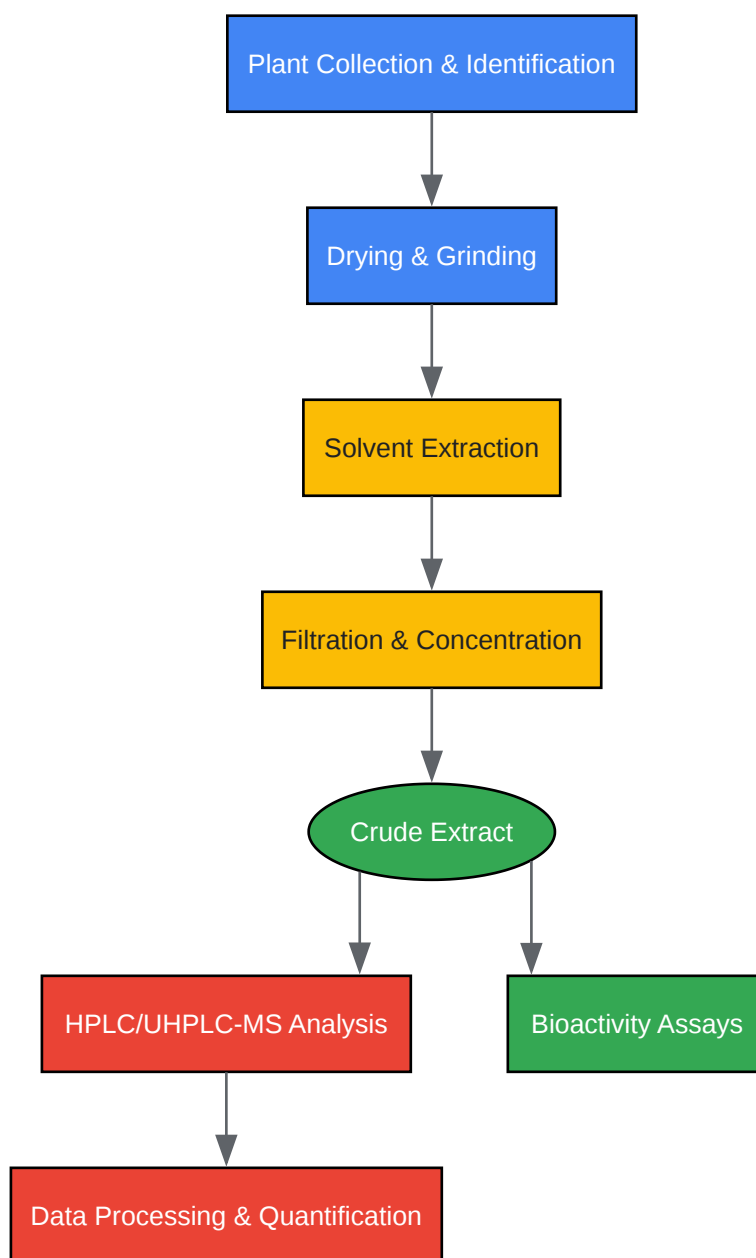 Plant Collection & Identification
Drying & Grinding
Solvent Extraction
Filtration & Concentration
Crude Extract
HPLC/UHPLC-MS Analysis
Bioactivity Assays
Data Processing & Quantification